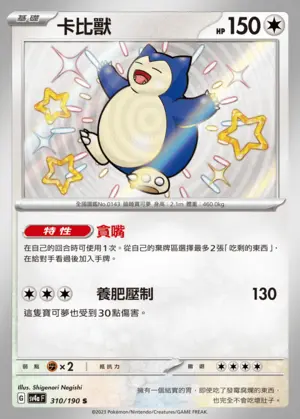 基礎
卡比獸
HP 150
全國圖鑑No.0143 瞌睡寶可夢 身高：2.1m 體重：460.0kg
特性 貪嘴
在自己的回合時可使用1次。從自己的棄牌區選擇最多2張「吃剩的東西」，
在給對手看過後加入手牌。
養肥壓制 130
這隻寶可夢也受到30點傷害。
弱點 ×2 抵抗力 撤退
Illus. Shigenori Negishi
G sv4a F 310/190 S
擁有一個結實的胃，即使吃了發霉
或腐爛的食物，也完全不會吃壞肚子。
©2023 Pokémon/Nintendo/Creatures/GAME FREAK.